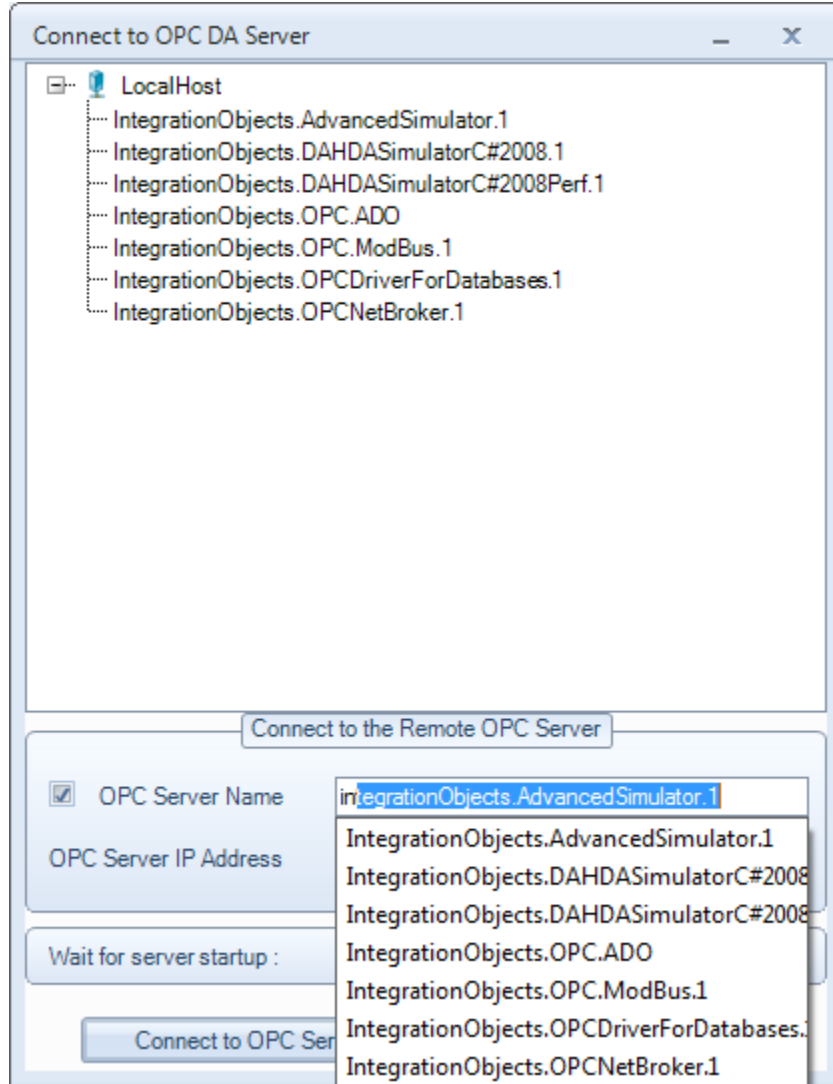 Connect to OPC DA Server
LocalHost
IntegrationObjects.AdvancedSimulator.1
IntegrationObjects.DAHDASimulatorC#2008.1
IntegrationObjects.DAHDASimulatorC#2008Perf.1
IntegrationObjects.OPC.ADO
IntegrationObjects.OPC.ModBus.1
IntegrationObjects.OPCDriverForDatabases.1
IntegrationObjects.OPCNetBroker.1
Connect to the Remote OPC Server
OPC Server Name integrationObjects.AdvancedSimulator.1
IntegrationObjects.AdvancedSimulator.1
OPC Server IP Address
IntegrationObjects.DAHDASimulatorC#2008
IntegrationObjects.DAHDASimulatorC#2008
Wait for server startup : IntegrationObjects.OPC.ADO
IntegrationObjects.OPC.ModBus.1
IntegrationObjects.OPCDriverForDatabases.
Connect to OPC Ser
IntegrationObjects.OPCNetBroker.1